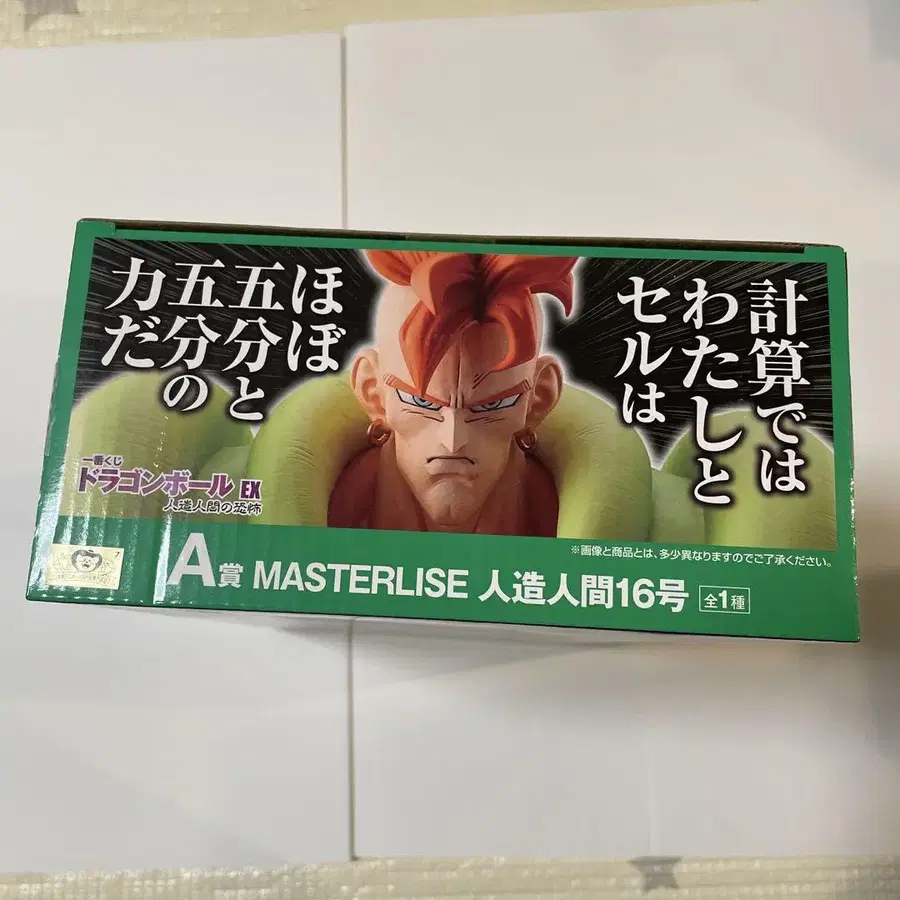 計算では
わたしと
セルは
ほぼ
五分と
五分の
力だ
一番くじ
ドラゴンボール EX
人造人間の恐怖
※画像と商品とは、多少異なりますのでご了承ください。
A賞 MASTERLISE 人造人間16号 全1種